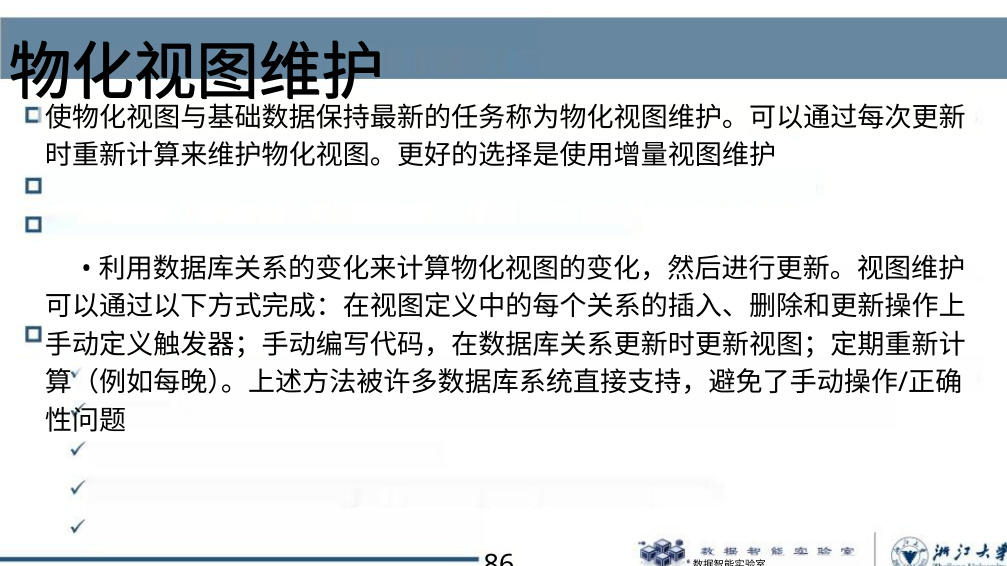 物化视图维护
使物化视图与基础数据保持最新的任务称为物化视图维护。可以通过每次更新
时重新计算来维护物化视图。更好的选择是使用增量视图维护
• 利用数据库关系的变化来计算物化视图的变化，然后进行更新。视图维护
可以通过以下方式完成：在视图定义中的每个关系的插入、删除和更新操作上
手动定义触发器；手动编写代码，在数据库关系更新时更新视图；定期重新计
算（例如每晚）。上述方法被许多数据库系统直接支持，避免了手动操作/正确
性问题
86
数据智能实验室
* 数据智能实验室
浙江大学